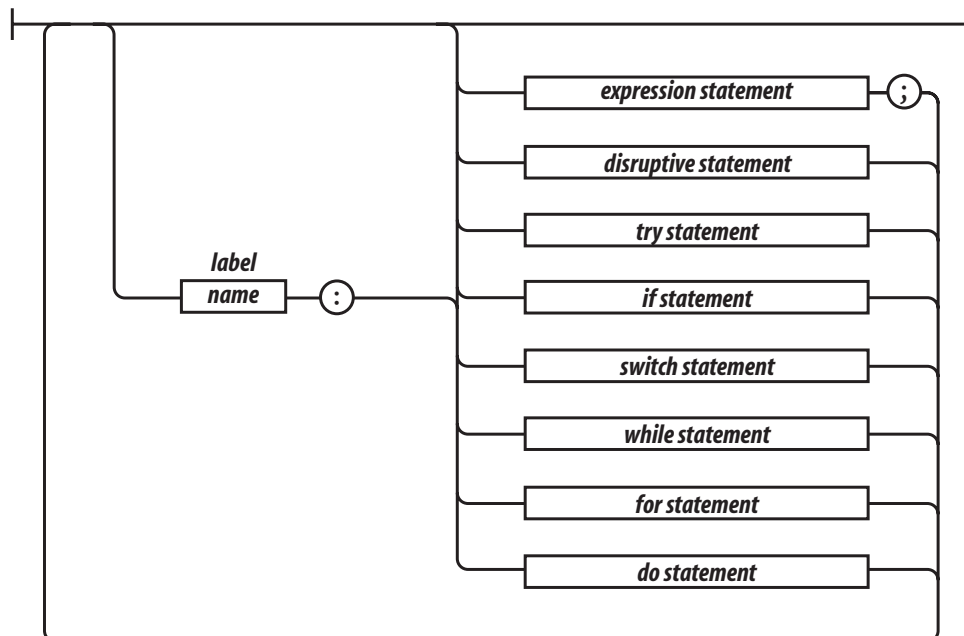 expression statement ;
disruptive statement
try statement
label
name :
if statement
switch statement
while statement
for statement
do statement